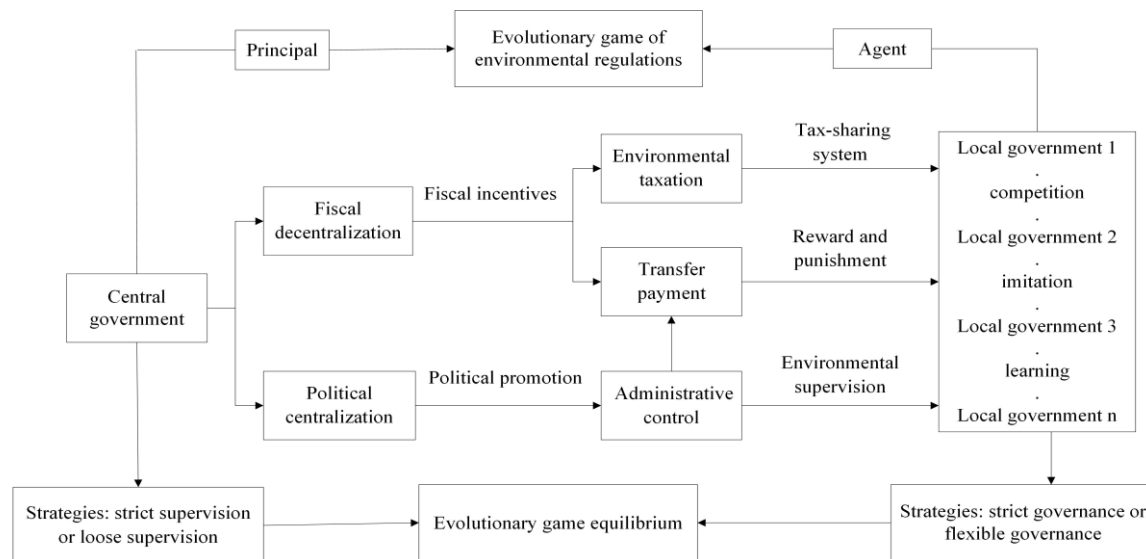 Principal
Evolutionary game of
environmental regulations
Agent
Tax-sharing
system
Environmental
taxation
Local government 1
.
competition
.
Local government 2
.
imitation
.
Local government 3
.
learning
.
Local government n
Fiscal incentives
Fiscal
decentralization
Reward and
punishment
Transfer
payment
Central
government
Political promotion
Political
centralization
Environmental
supervision
Administrative
control
Strategies: strict supervision
or loose supervision
Evolutionary game equilibrium
Strategies: strict governance or
flexible governance